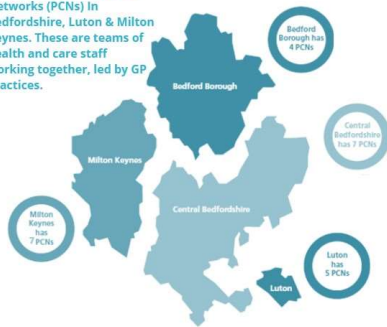 etworks (PCNs) In
edfordshire, Luton & Milton
eynes. These are teams of
ealth and care staff
orking together, led by GP
actices.
Bedford
Borough has
4 PCNs
Bedford Borough
Central
Bedfordshire
has 7 PCNs
Milton Keynes
Central Bedfordshire
Milton
Keynes
has
7 PCNs
Luton
has
5 PCNs
Luton